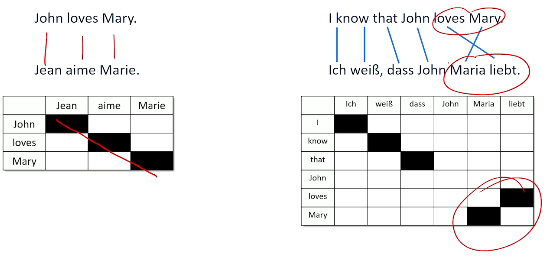 John loves Mary.
Jean aime Marie.
Jean aime Marie
John
loves
Mary
I know that John loves Mary.
Ich weiß, dass John Maria liebt.
Ich weiß dass John Maria liebt
I
know
that
John
loves
Mary